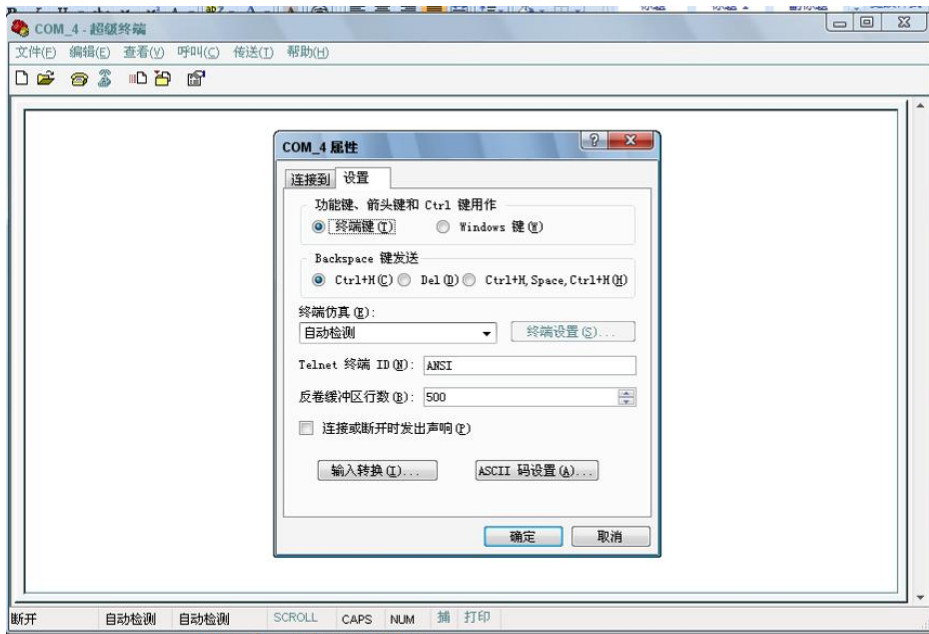 COM_4 - 超级终端
文件(F) 编辑(E) 查看(V) 呼叫(C) 传送(T) 帮助(H)
COM_4 属性
连接到 设置
功能键、箭头键和 Ctrl 键用作
终端键(T) Windows 键(W)
Backspace 键发送
Ctrl+H(C) Del(D) Ctrl+H, Space, Ctrl+H(H)
终端仿真(E):
自动检测 终端设置(S)...
Telnet 终端 ID(N): ANSI
反卷缓冲区行数(B): 500
连接或断开时发出声响(P)
输入转换(I)... ASCII 码设置(A)...
确定 取消
断开 自动检测 自动检测 SCROLL CAPS NUM 捕 打印